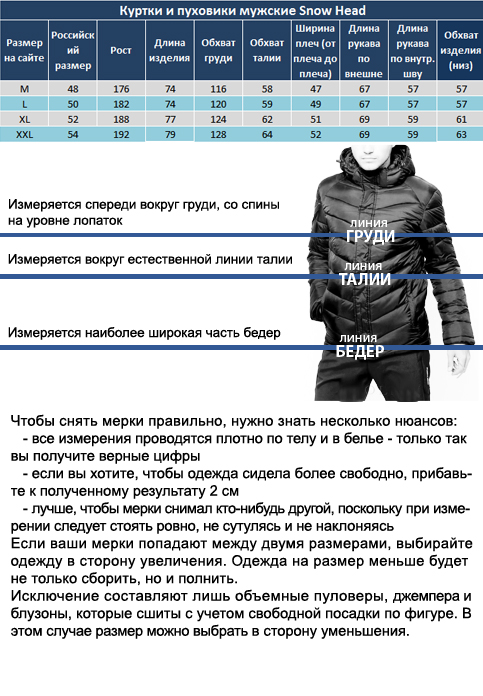 Куртки и пуховики мужские Snow Head
Размер на сайте | Российский размер | Рост | Длина изделия | Обхват груди | Обхват талии | Ширина плеч (от плеча до плеча) | Длина рукава по внешне | Длина рукава по внутр. шву | Обхват изделия (низ)
M | 48 | 176 | 74 | 116 | 58 | 47 | 67 | 57 | 57
L | 50 | 182 | 74 | 120 | 59 | 49 | 67 | 57 | 57
XL | 52 | 188 | 77 | 124 | 62 | 51 | 69 | 59 | 61
XXL | 54 | 192 | 79 | 128 | 64 | 52 | 69 | 59 | 63
Измеряется спереди вокруг груди, со спины
на уровне лопаток
ЛИНИЯ
ГРУДИ
Измеряется вокруг естественной линии талии
ЛИНИЯ
ТАЛИИ
Измеряется наиболее широкая часть бедер
ЛИНИЯ
БЕДЕР
Чтобы снять мерки правильно, нужно знать несколько нюансов:
- все измерения проводятся плотно по телу и в белье - только так
вы получите верные цифры
- если вы хотите, чтобы одежда сидела более свободно, прибавь-
те к полученному результату 2 см
- лучше, чтобы мерки снимал кто-нибудь другой, поскольку при изме-
рении следует стоять ровно, не сутулясь и не наклоняясь
Если ваши мерки попадают между двумя размерами, выбирайте
одежду в сторону увеличения. Одежда на размер меньше будет
не только сборить, но и полнить.
Исключение составляют лишь объемные пуловеры, джемпера и
блузоны, которые сшиты с учетом свободной посадки по фигуре. В
этом случае размер можно выбрать в сторону уменьшения.